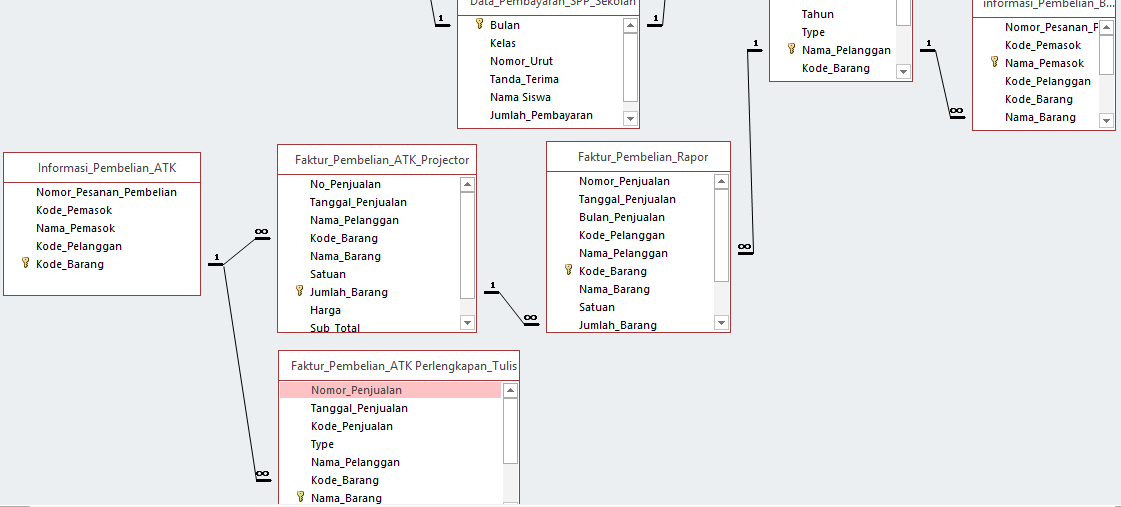 Data_Pembayaran_SPP_Sekolah
Bulan
Kelas
Nomor_Urut
Tanda_Terima
Nama Siswa
Jumlah_Pembayaran
1
1
Tahun
Type
Nama_Pelanggan
Kode_Barang
1
1
∞
informasi_Pembelian_B...
Nomor_Pesanan_P
Kode_Pemasok
Nama_Pemasok
Kode_Pelanggan
Kode_Barang
Nama_Barang
Informasi_Pembelian_ATK
Nomor_Pesanan_Pembelian
Kode_Pemasok
Nama_Pemasok
Kode_Pelanggan
Kode_Barang
1
∞
Faktur_Pembelian_ATK_Projector
No_Penjualan
Tanggal_Penjualan
Nama_Pelanggan
Kode_Barang
Nama_Barang
Satuan
Jumlah_Barang
Harga
Sub_Total
1
∞
Faktur_Pembelian_Rapor
Nomor_Penjualan
Tanggal_Penjualan
Bulan_Penjualan
Kode_Pelanggan
Nama_Pelanggan
Kode_Barang
Nama_Barang
Satuan
Jumlah_Barang
∞
Faktur_Pembelian_ATK Perlengkapan_Tulis
Nomor_Penjualan
Tanggal_Penjualan
Kode_Penjualan
Type
Nama_Pelanggan
Kode_Barang
Nama_Barang
∞